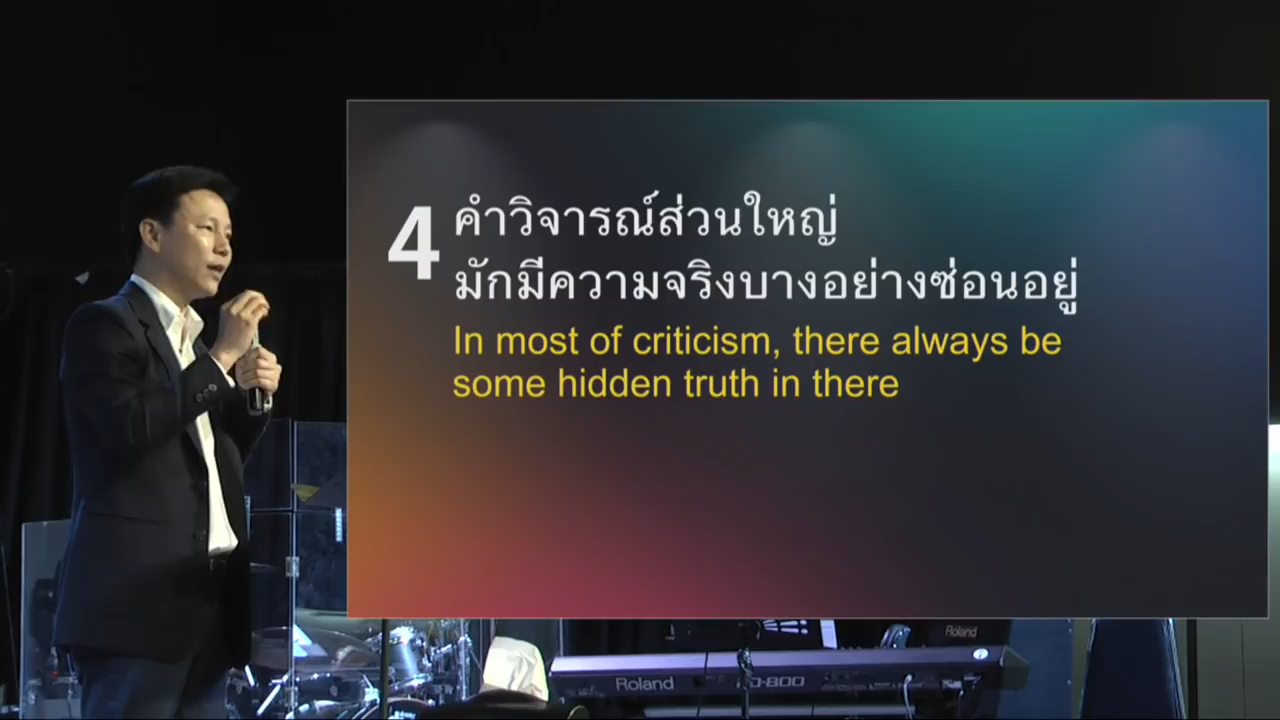 4 คำวิจารณ์ส่วนใหญ่
มักมีความจริงบางอย่างซ่อนอยู่
In most of criticism, there always be
some hidden truth in there
Roland
Roland